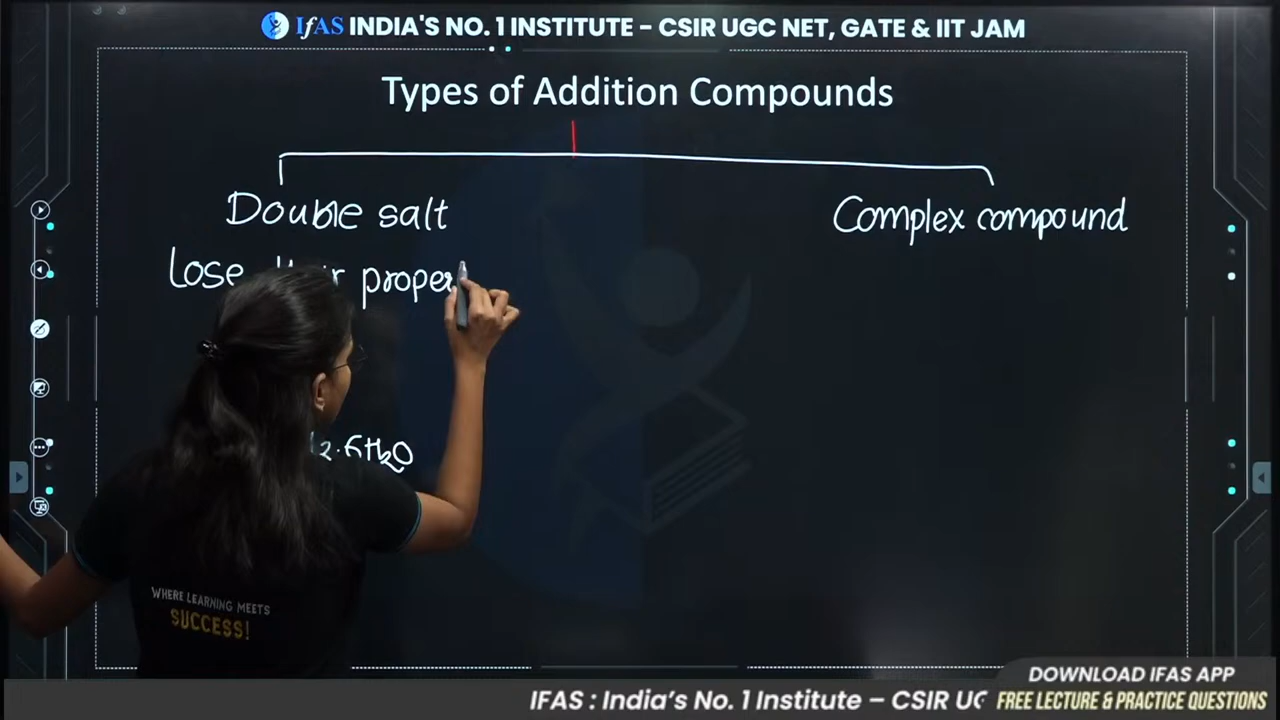 IfAS INDIA'S NO. 1 INSTITUTE – CSIR UGC NET, GATE & IIT JAM
Types of Addition Compounds
Double salt
Complex compound
Lose proper
2.6H2O
WHERE LEARNING MEETS
SUCCESS!
DOWNLOAD IFAS APP
IFAS : India's No. 1 Institute – CSIR UG
FREE LECTURE & PRACTICE QUESTIONS